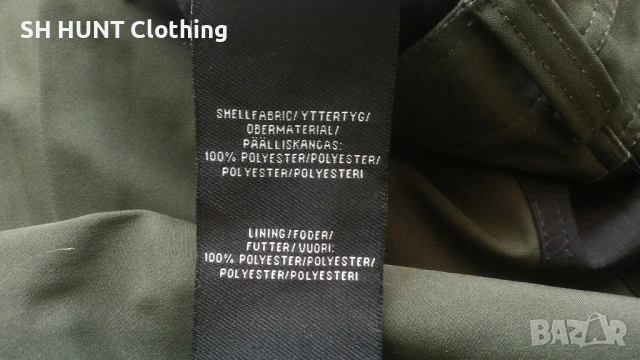 SH HUNT Clothing
SHELLFABRIC/YTTERTYG/
OBERMATERIAL/
PÄÄLLISKANGAS:
100% POLYESTER/POLYESTER/
POLYESTER/POLYESTERI
LINING/FODER/
FUTTER/VUORI:
100% POLYESTER/POLYESTER/
POLYESTER/POLYESTERI
BAZAR